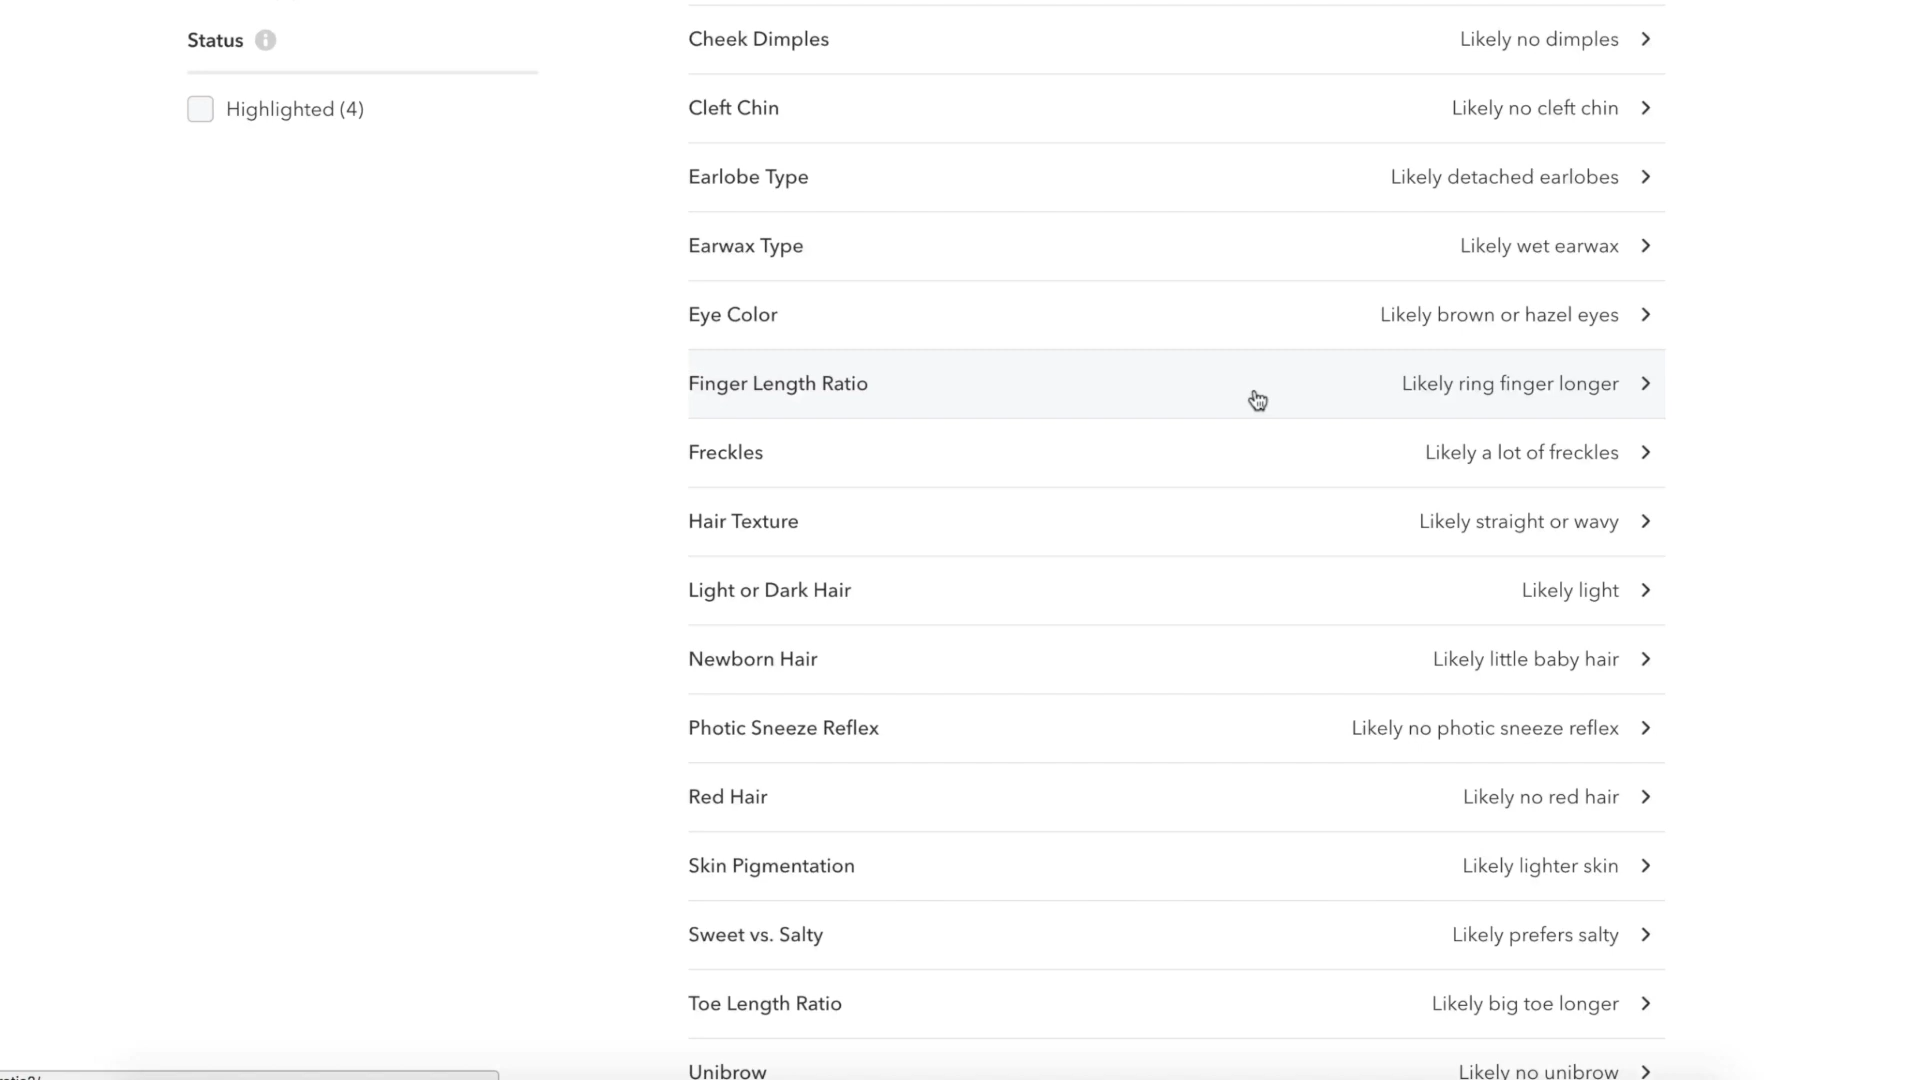 Status
Highlighted (4)
Cheek Dimples Likely no dimples
Cleft Chin Likely no cleft chin
Earlobe Type Likely detached earlobes
Earwax Type Likely wet earwax
Eye Color Likely brown or hazel eyes
Finger Length Ratio Likely ring finger longer
Freckles Likely a lot of freckles
Hair Texture Likely straight or wavy
Light or Dark Hair Likely light
Newborn Hair Likely little baby hair
Photic Sneeze Reflex Likely no photic sneeze reflex
Red Hair Likely no red hair
Skin Pigmentation Likely lighter skin
Sweet vs. Salty Likely prefers salty
Toe Length Ratio Likely big toe longer
Unibrow Likely no unibrow